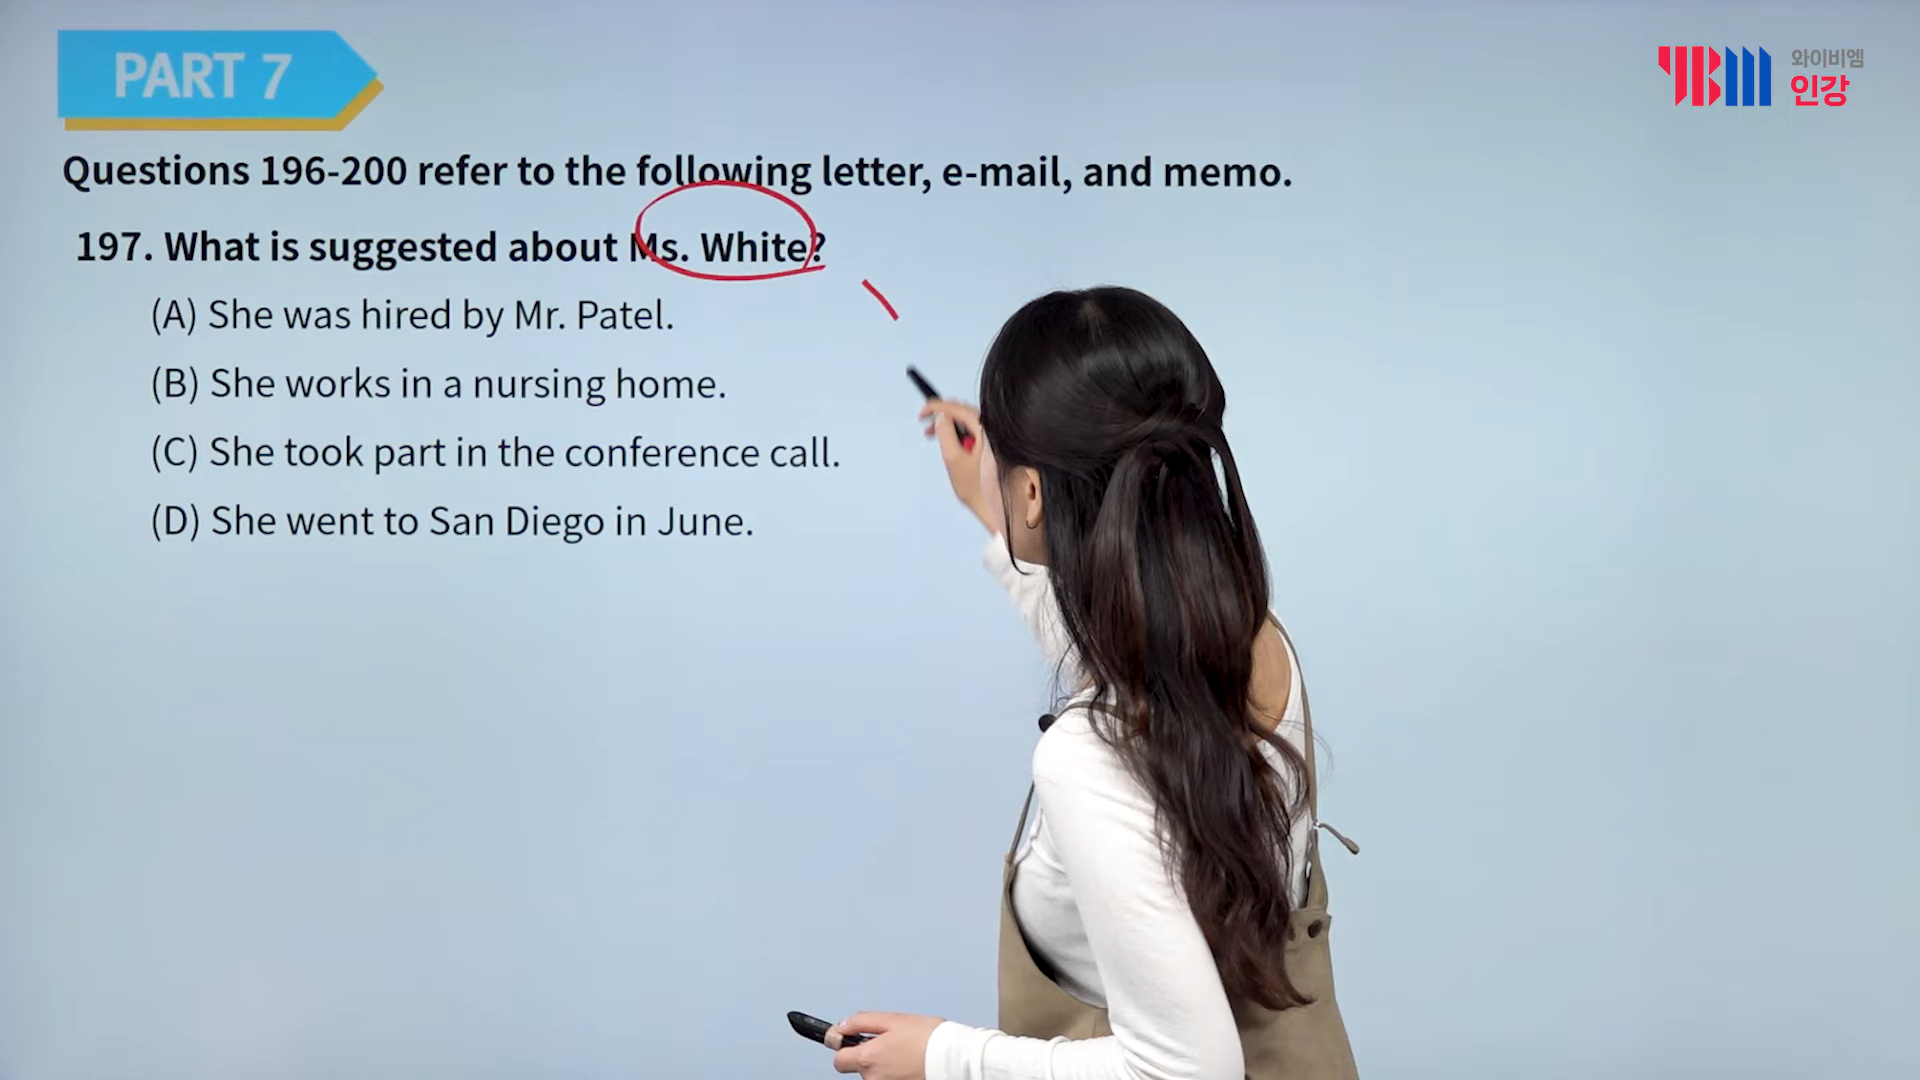 PART 7
YBM 와이비엠
인강
Questions 196-200 refer to the following letter, e-mail, and memo.
197. What is suggested about Ms. White?
(A) She was hired by Mr. Patel.
(B) She works in a nursing home.
(C) She took part in the conference call.
(D) She went to San Diego in June.